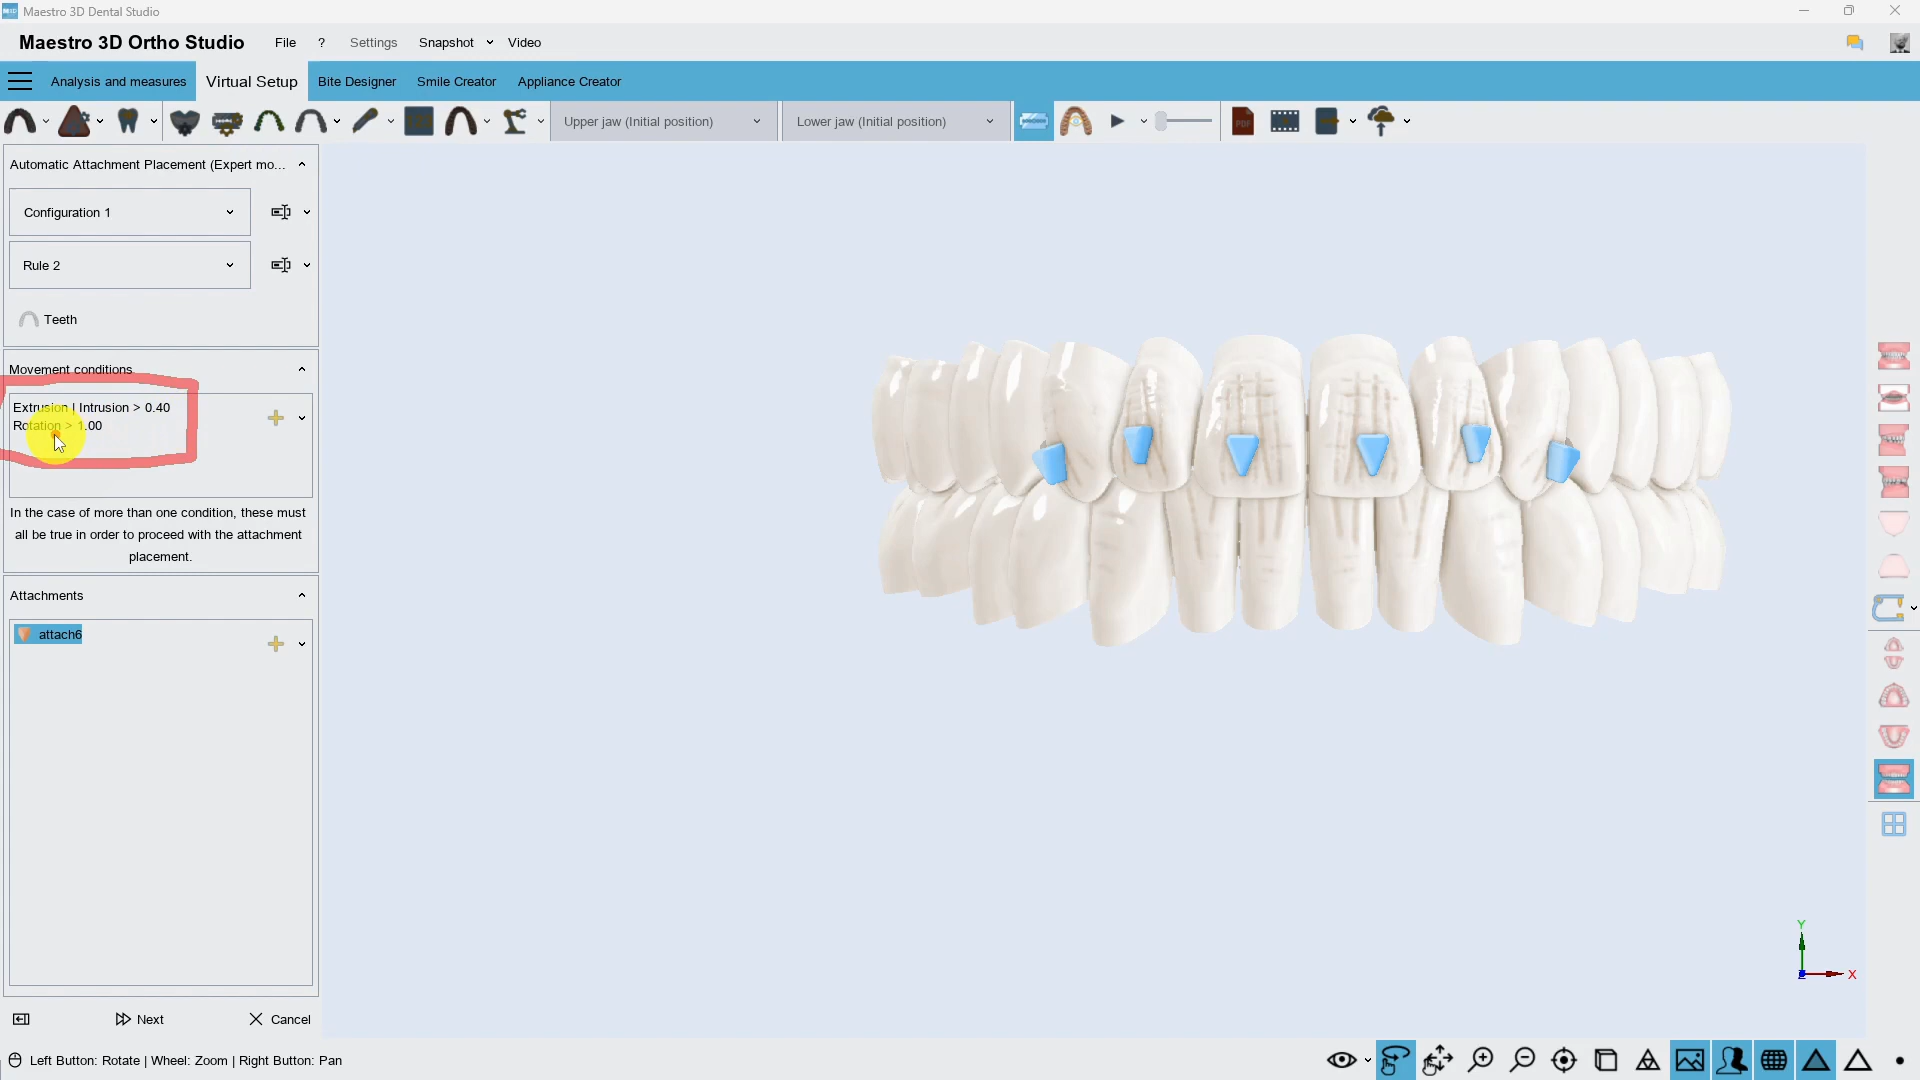 Maestro 3D Dental Studio
Maestro 3D Ortho Studio File ? Settings Snapshot Video
Analysis and measures Virtual Setup Bite Designer Smile Creator Appliance Creator
Upper jaw (Initial position) Lower jaw (Initial position)
PDF
Automatic Attachment Placement (Expert mo...
Configuration 1
Rule 2
Teeth
Movement conditions
Extrusion | Intrusion > 0.40
Rotation > 1.00
In the case of more than one condition, these must
all be true in order to proceed with the attachment
placement.
Attachments
attach6
Y
X
Z
Next Cancel
Left Button: Rotate | Wheel: Zoom | Right Button: Pan